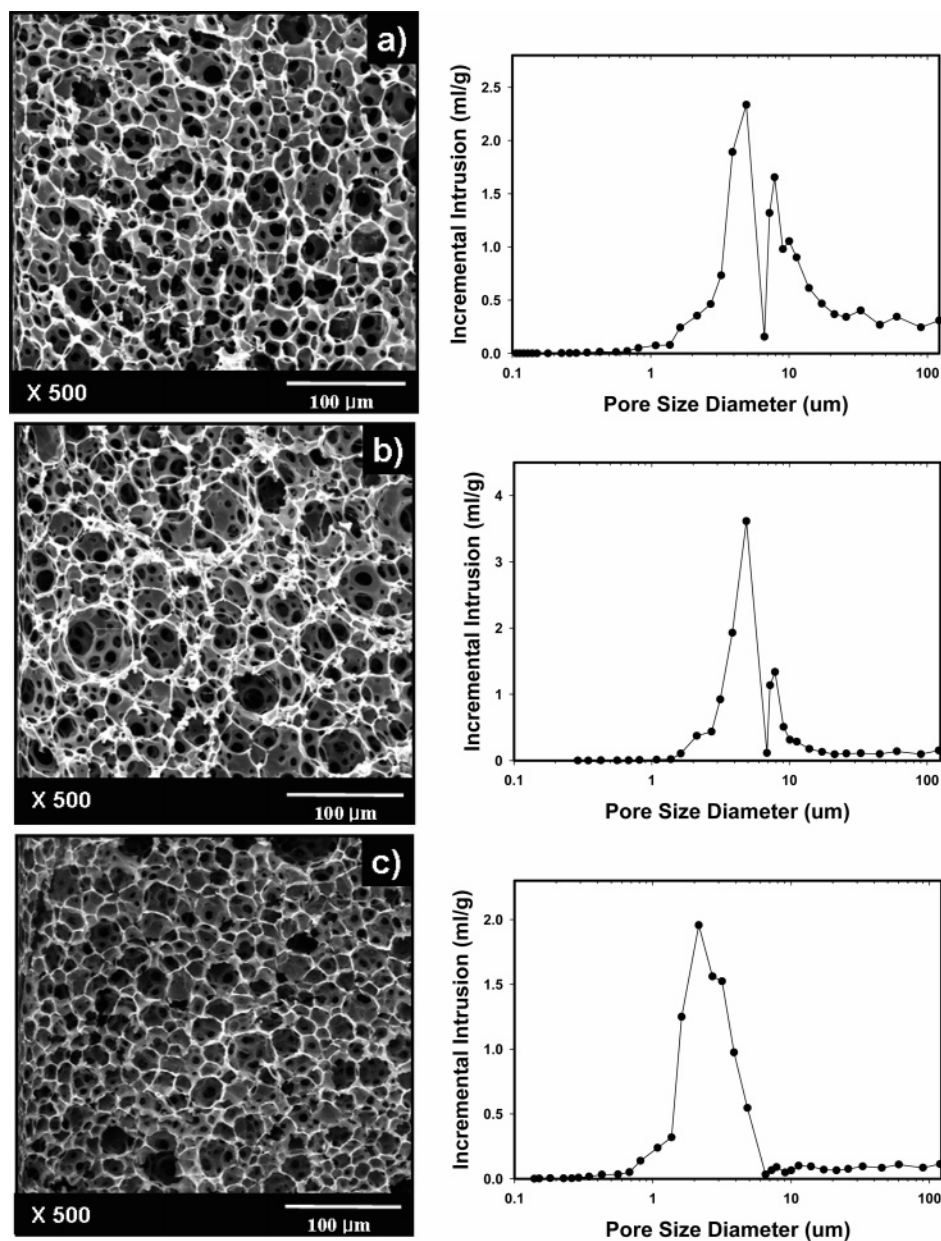 a)
X 500
100 μm
Incremental Intrusion (ml/g)
2.5
2.0
1.5
1.0
0.5
0.0
0.1 1 10 100
Pore Size Diameter (um)
b)
X 500
100 μm
Incremental Intrusion (ml/g)
4
3
2
1
0
0.1 1 10 100
Pore Size Diameter (um)
c)
X 500
100 μm
Incremental Intrusion (ml/g)
2.0
1.5
1.0
0.5
0.0
0.1 1 10 100
Pore Size Diameter (um)